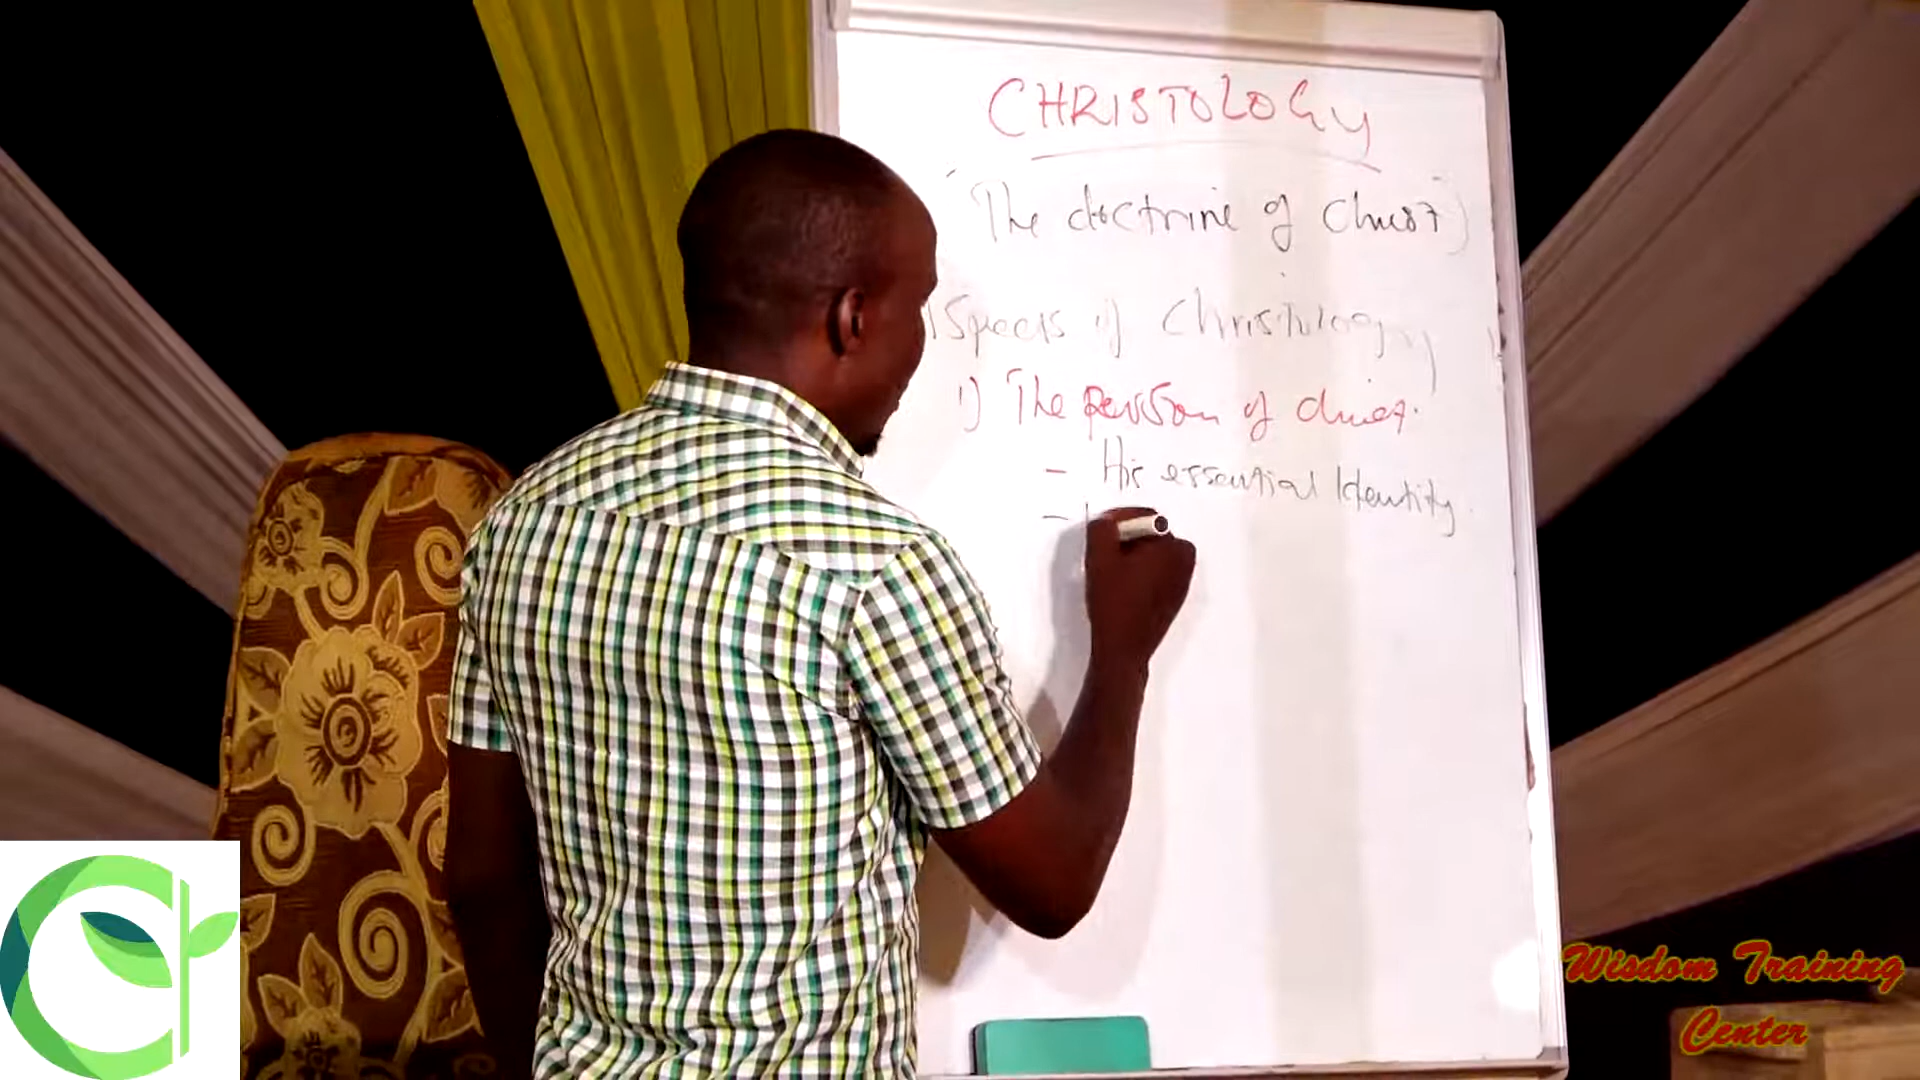 CHRISTOLOGY
"The doctrine of Christ")
Aspects of Christology
1) The person of Christ.
- His essential Identity.
-
Wisdom Training
Center